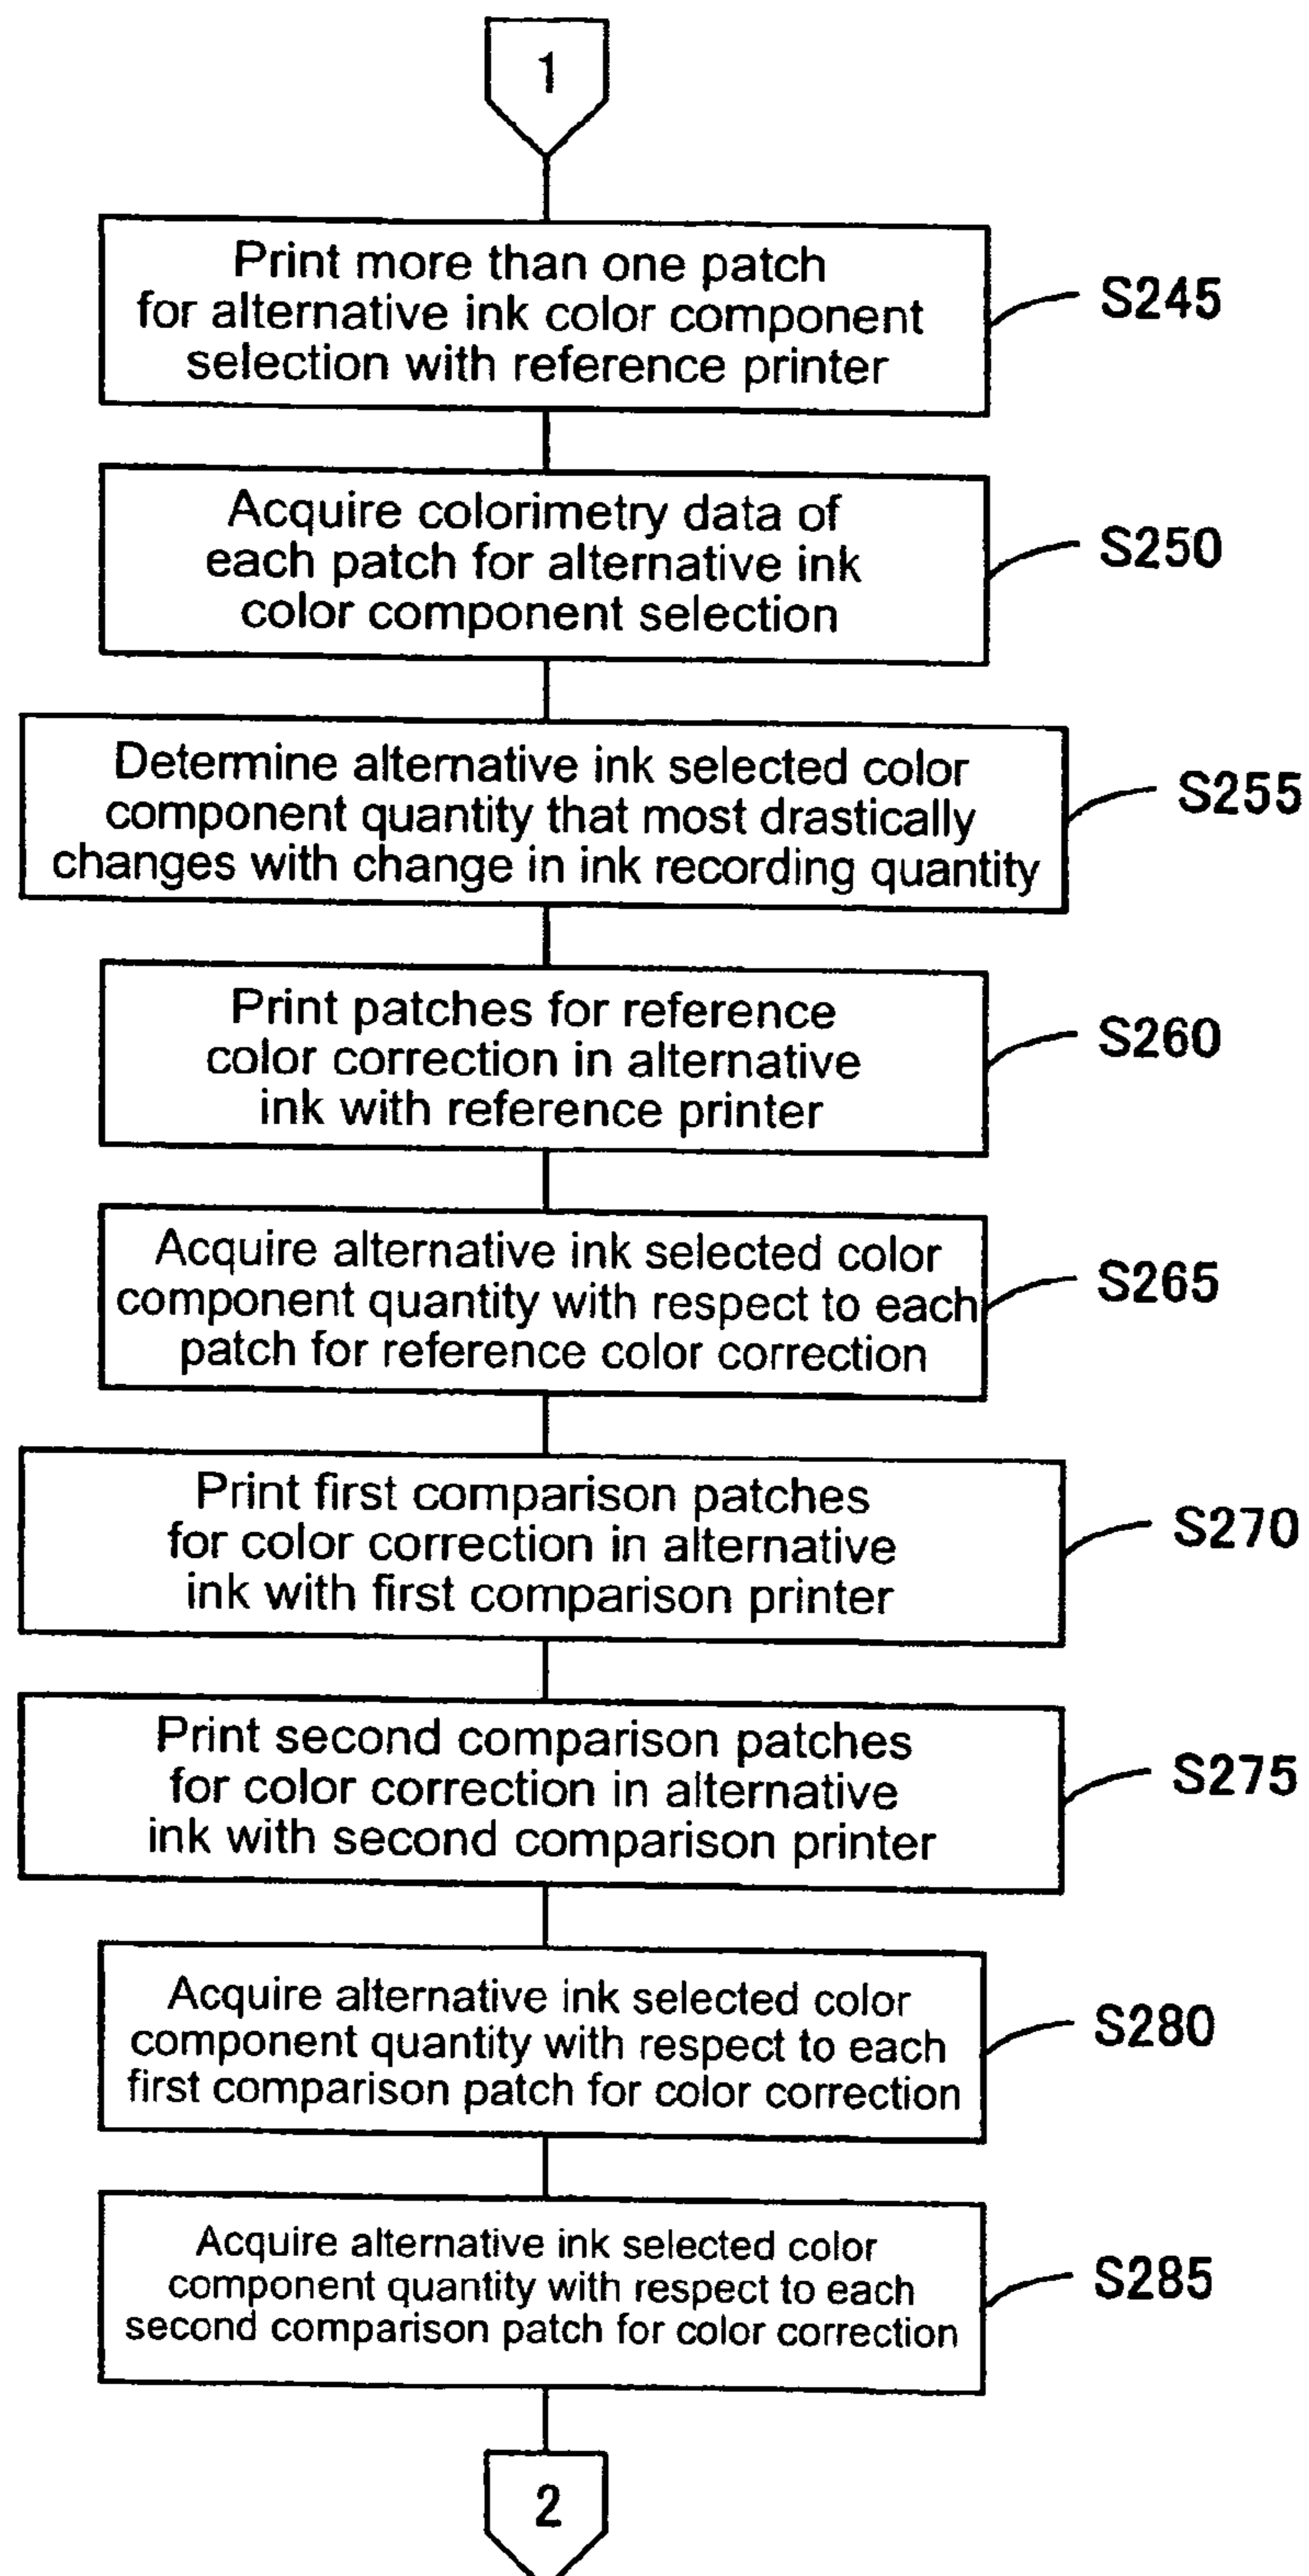 1
Print more than one patch
for alternative ink color component
selection with reference printer
S245
Acquire colorimetry data of
each patch for alternative ink
color component selection
S250
Determine alternative ink selected color
component quantity that most drastically
changes with change in ink recording quantity
S255
Print patches for reference
color correction in alternative
ink with reference printer
S260
Acquire alternative ink selected color
component quantity with respect to each
patch for reference color correction
S265
Print first comparison patches
for color correction in alternative
ink with first comparison printer
S270
Print second comparison patches
for color correction in alternative
ink with second comparison printer
S275
Acquire alternative ink selected color
component quantity with respect to each
first comparison patch for color correction
S280
Acquire alternative ink selected color
component quantity with respect to each
second comparison patch for color correction
S285
2